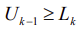 U_{k-1} ≥ L_k